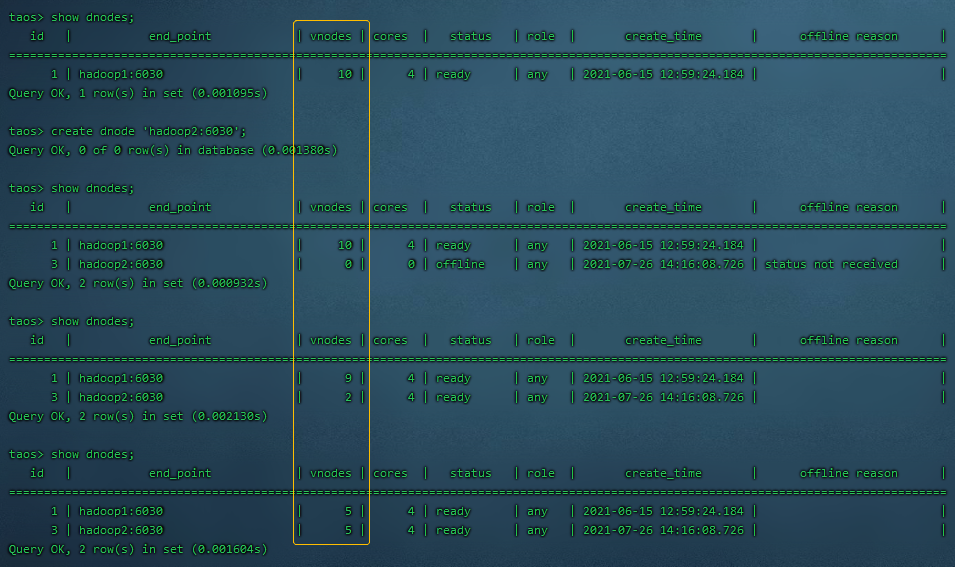 taos> show dnodes;
id | end_point | vnodes | cores | status | role | create_time | offline reason |
======================================================================================================================================
1 | hadoop1:6030 | 10 | 4 | ready | any | 2021-06-15 12:59:24.184 | |
Query OK, 1 row(s) in set (0.001095s)
taos> create dnode 'hadoop2:6030';
Query OK, 0 of 0 row(s) in database (0.001380s)
taos> show dnodes;
id | end_point | vnodes | cores | status | role | create_time | offline reason |
======================================================================================================================================
1 | hadoop1:6030 | 10 | 4 | ready | any | 2021-06-15 12:59:24.184 | |
3 | hadoop2:6030 | 0 | 0 | offline | any | 2021-07-26 14:16:08.726 | status not received |
Query OK, 2 row(s) in set (0.000932s)
taos> show dnodes;
id | end_point | vnodes | cores | status | role | create_time | offline reason |
======================================================================================================================================
1 | hadoop1:6030 | 9 | 4 | ready | any | 2021-06-15 12:59:24.184 | |
3 | hadoop2:6030 | 2 | 4 | ready | any | 2021-07-26 14:16:08.726 | |
Query OK, 2 row(s) in set (0.002130s)
taos> show dnodes;
id | end_point | vnodes | cores | status | role | create_time | offline reason |
======================================================================================================================================
1 | hadoop1:6030 | 5 | 4 | ready | any | 2021-06-15 12:59:24.184 | |
3 | hadoop2:6030 | 5 | 4 | ready | any | 2021-07-26 14:16:08.726 | |
Query OK, 2 row(s) in set (0.001604s)